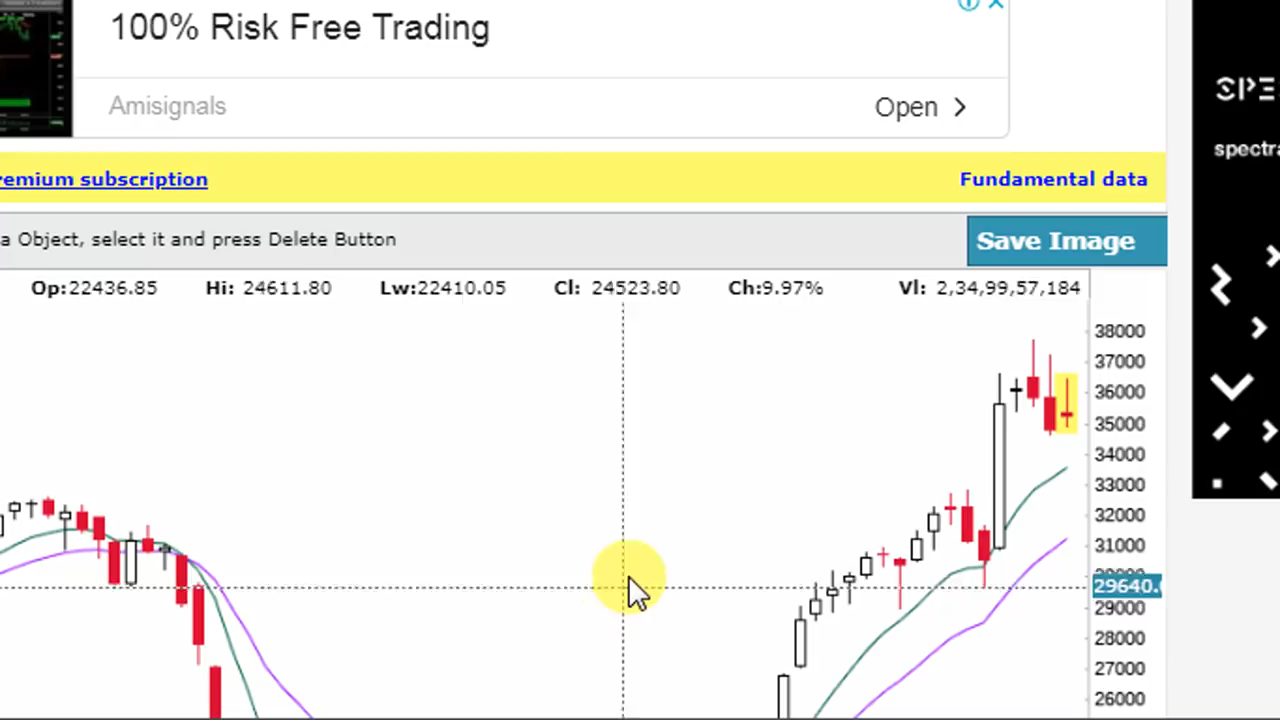 100% Risk Free Trading
Amisignals
Open
SPE
spectra
remium subscription
Fundamental data
a Object, select it and press Delete Button
Save Image
Op:22436.85 Hi: 24611.80 Lw:22410.05 Cl: 24523.80 Ch:9.97% Vl: 2,34,99,57,184
38000
37000
36000
35000
34000
33000
32000
31000
29640.
29000
28000
27000
26000